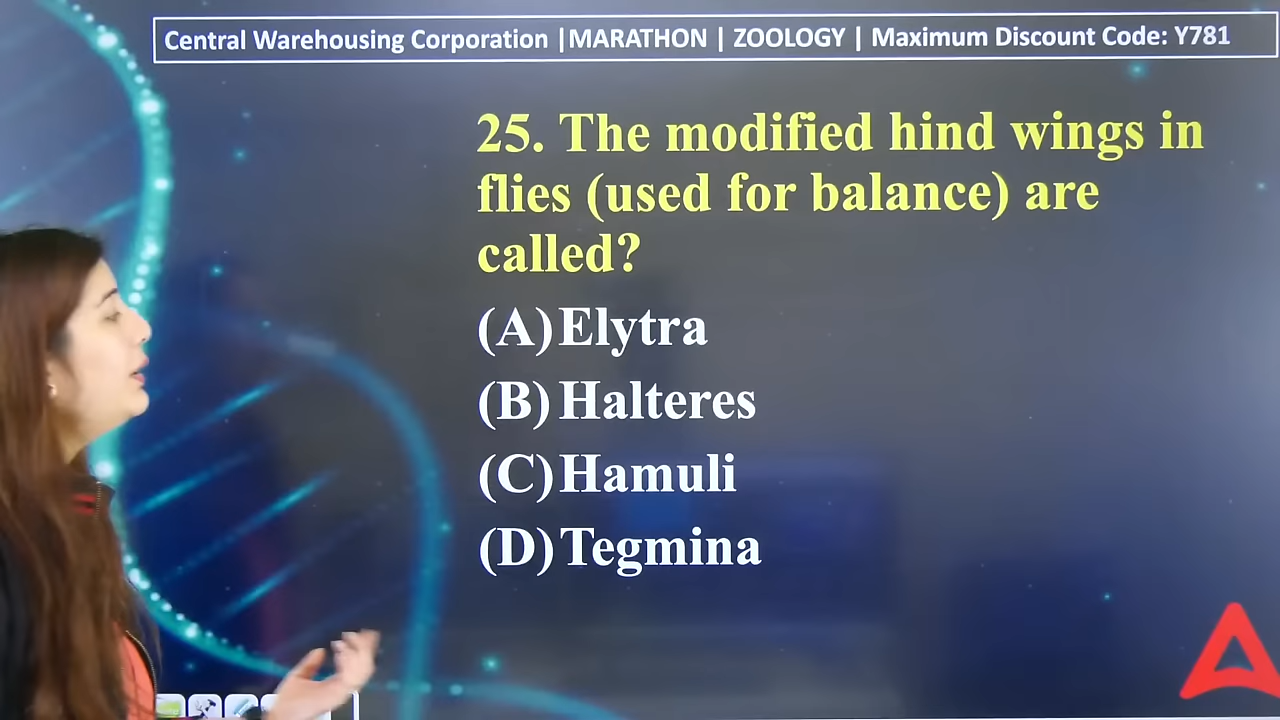 Central Warehousing Corporation |MARATHON | ZOOLOGY | Maximum Discount Code: Y781
25. The modified hind wings in
flies (used for balance) are
called?
(A) Elytra
(B) Halteres
(C) Hamuli
(D) Tegmina